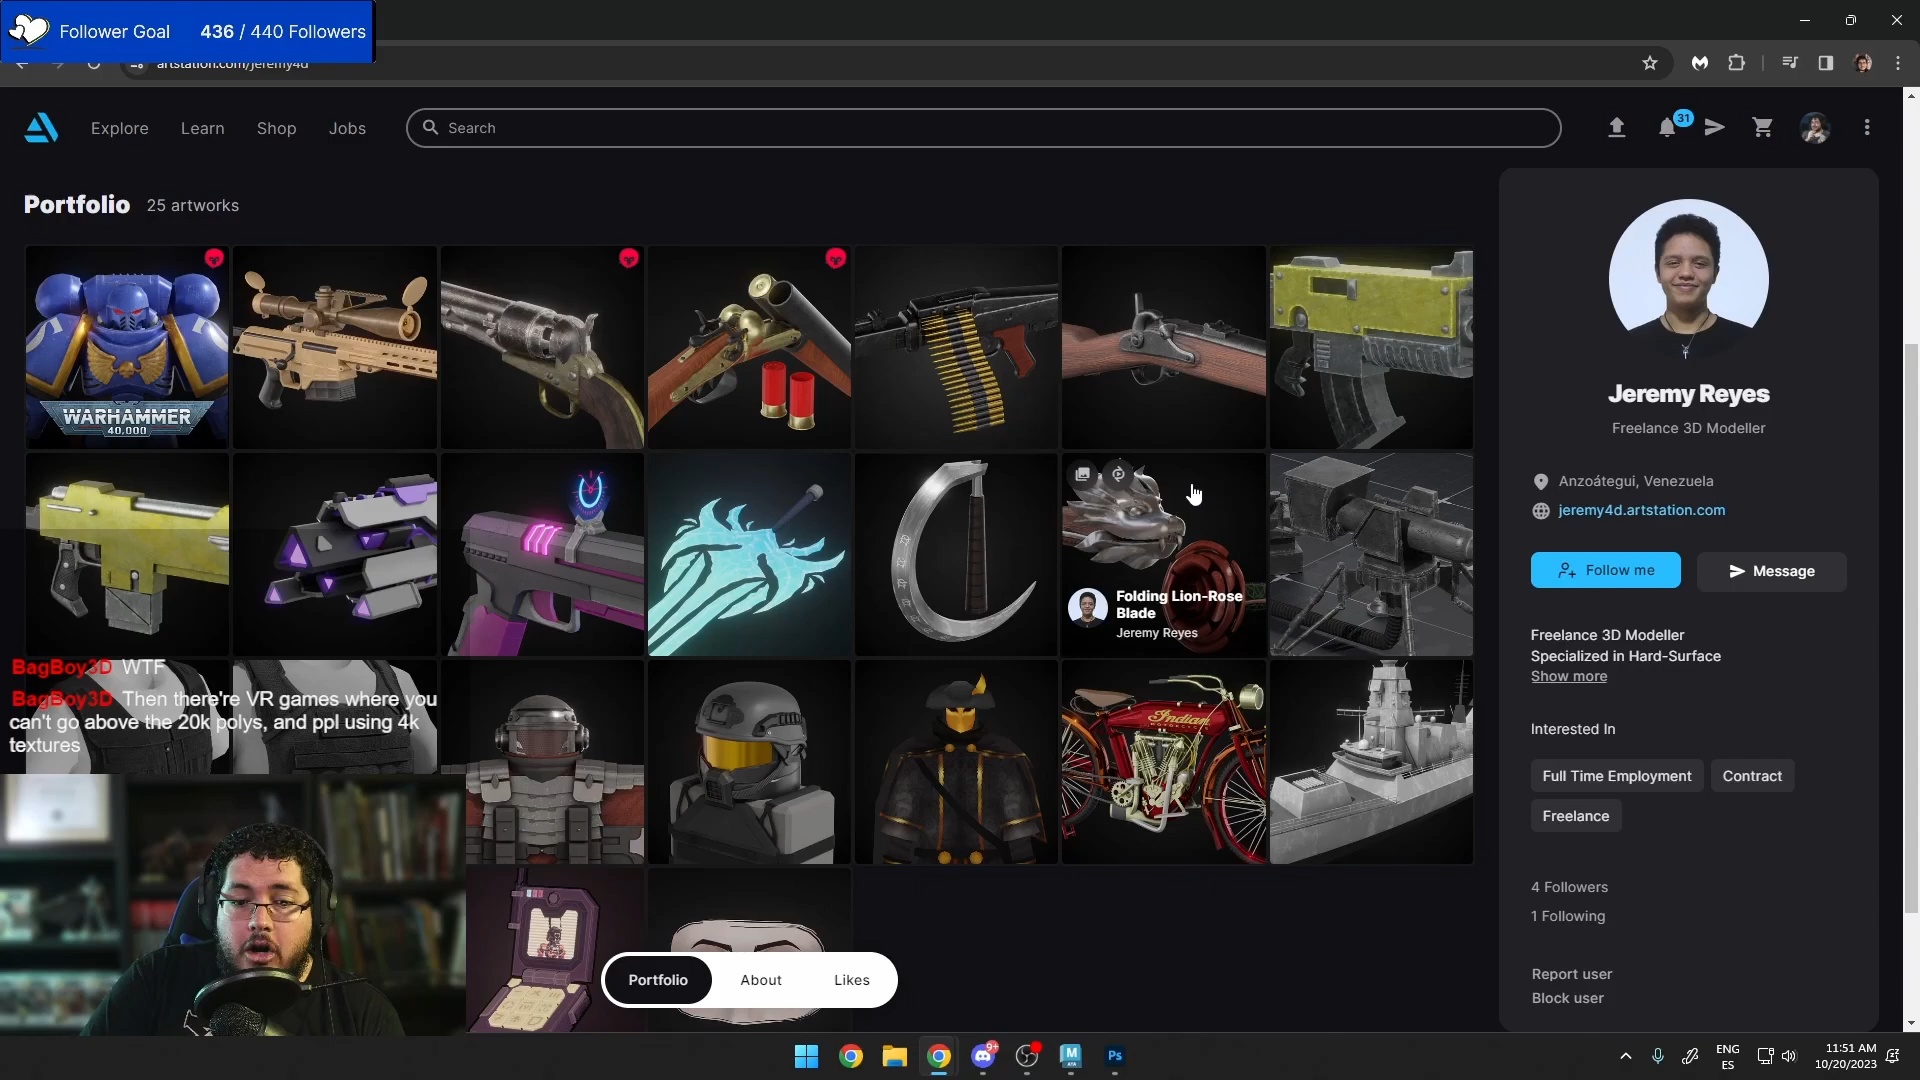 Follower Goal 436 / 440 Followers
artstation.com/jeremy4d
Explore Learn Shop Jobs Search 31
Portfolio 25 artworks
WARHAMMER
40,000
Folding Lion-Rose
Blade
Jeremy Reyes
Indian
BagBoy3D WTF
BagBoy3D Then there're VR games where you
can't go above the 20k polys, and ppl using 4k
textures
Portfolio About Likes
Jeremy Reyes
Freelance 3D Modeller
Anzoátegui, Venezuela
jeremy4d.artstation.com
Follow me Message
Freelance 3D Modeller
Specialized in Hard-Surface
Show more
Interested In
Full Time Employment Contract
Freelance
4 Followers
1 Following
Report user
Block user
9+
M
Ps
ENG
ES
11:51 AM
10/20/2023